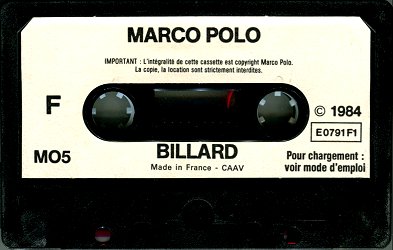 MARCO POLO
IMPORTANT : L'intégralité de cette cassette est copyright Marco Polo.
La copie, la location sont strictement interdites.
F
© 1984
E0791F1
MO5
BILLARD
Made in France - CAAV
Pour chargement :
voir mode d'emploi